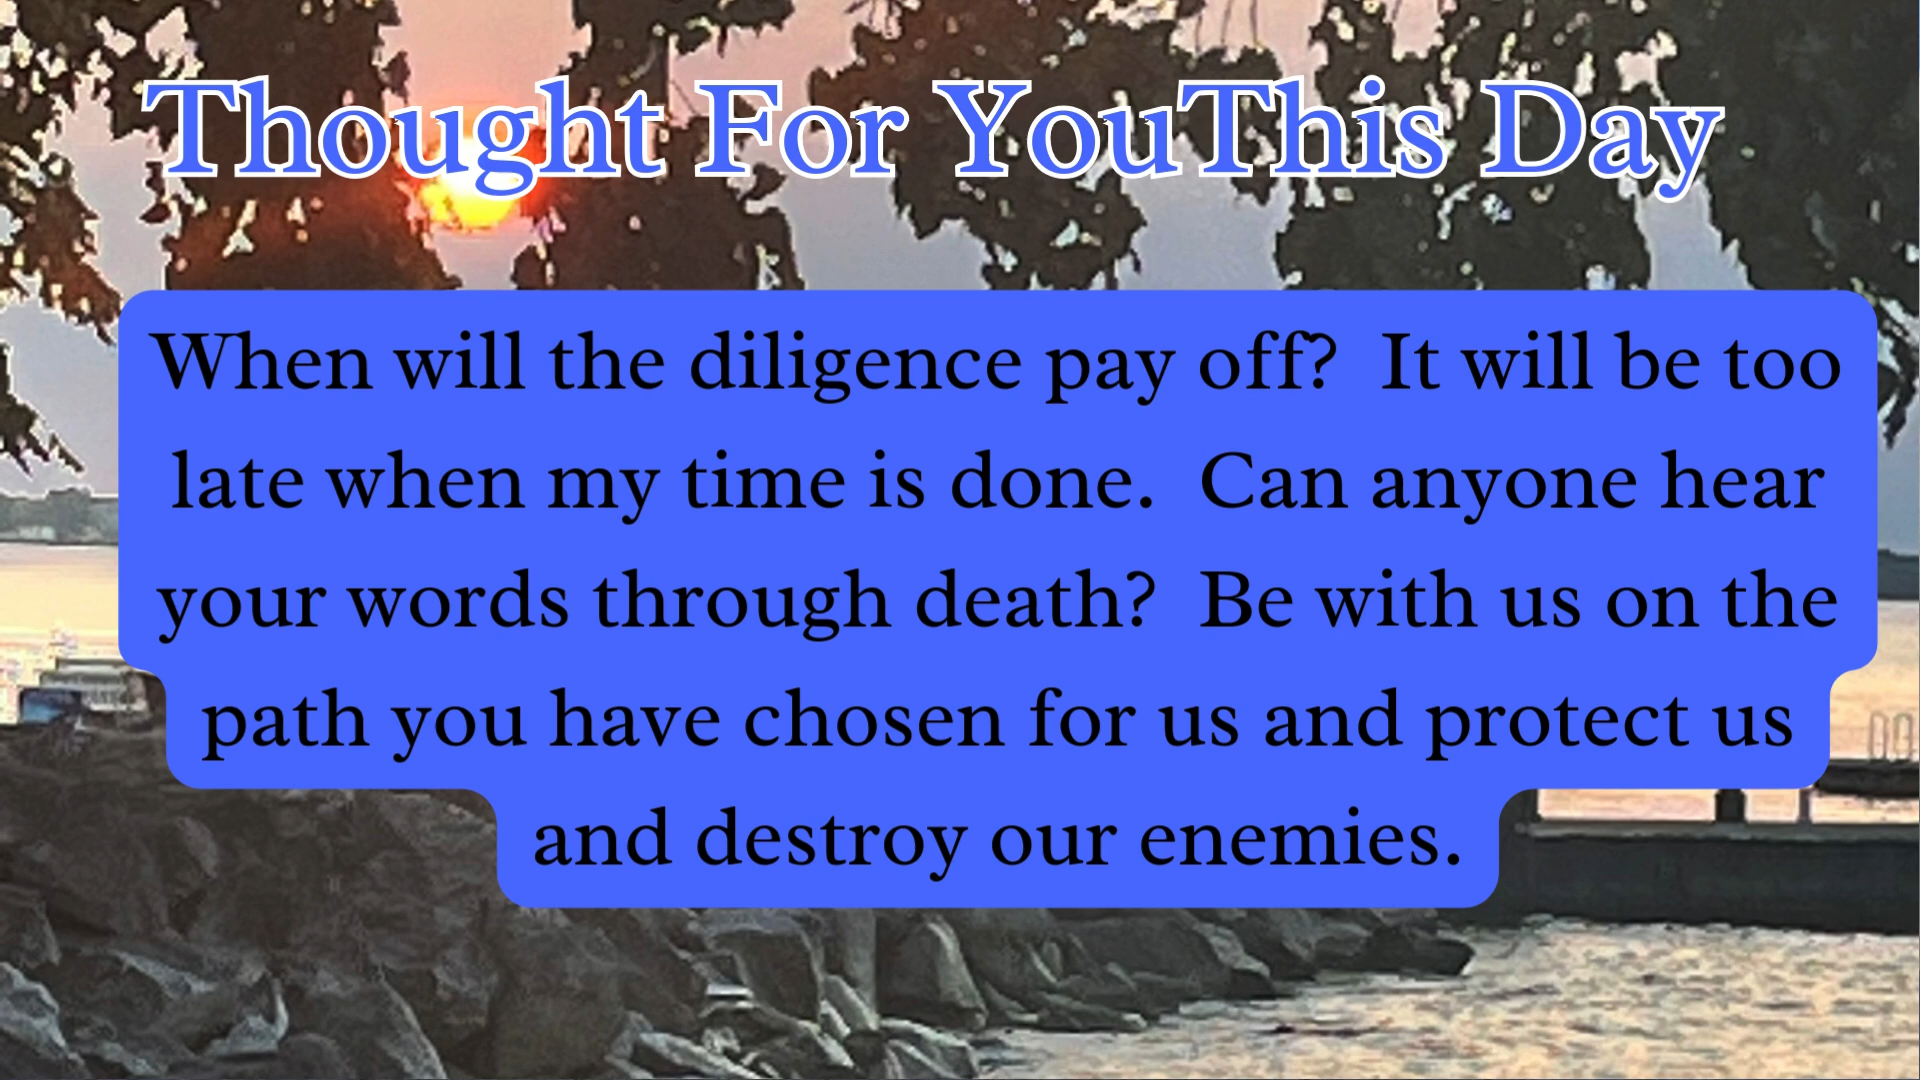 Thought For YouThis Day
When will the diligence pay off?  It will be too
late when my time is done.  Can anyone hear
your words through death?  Be with us on the
path you have chosen for us and protect us
and destroy our enemies.